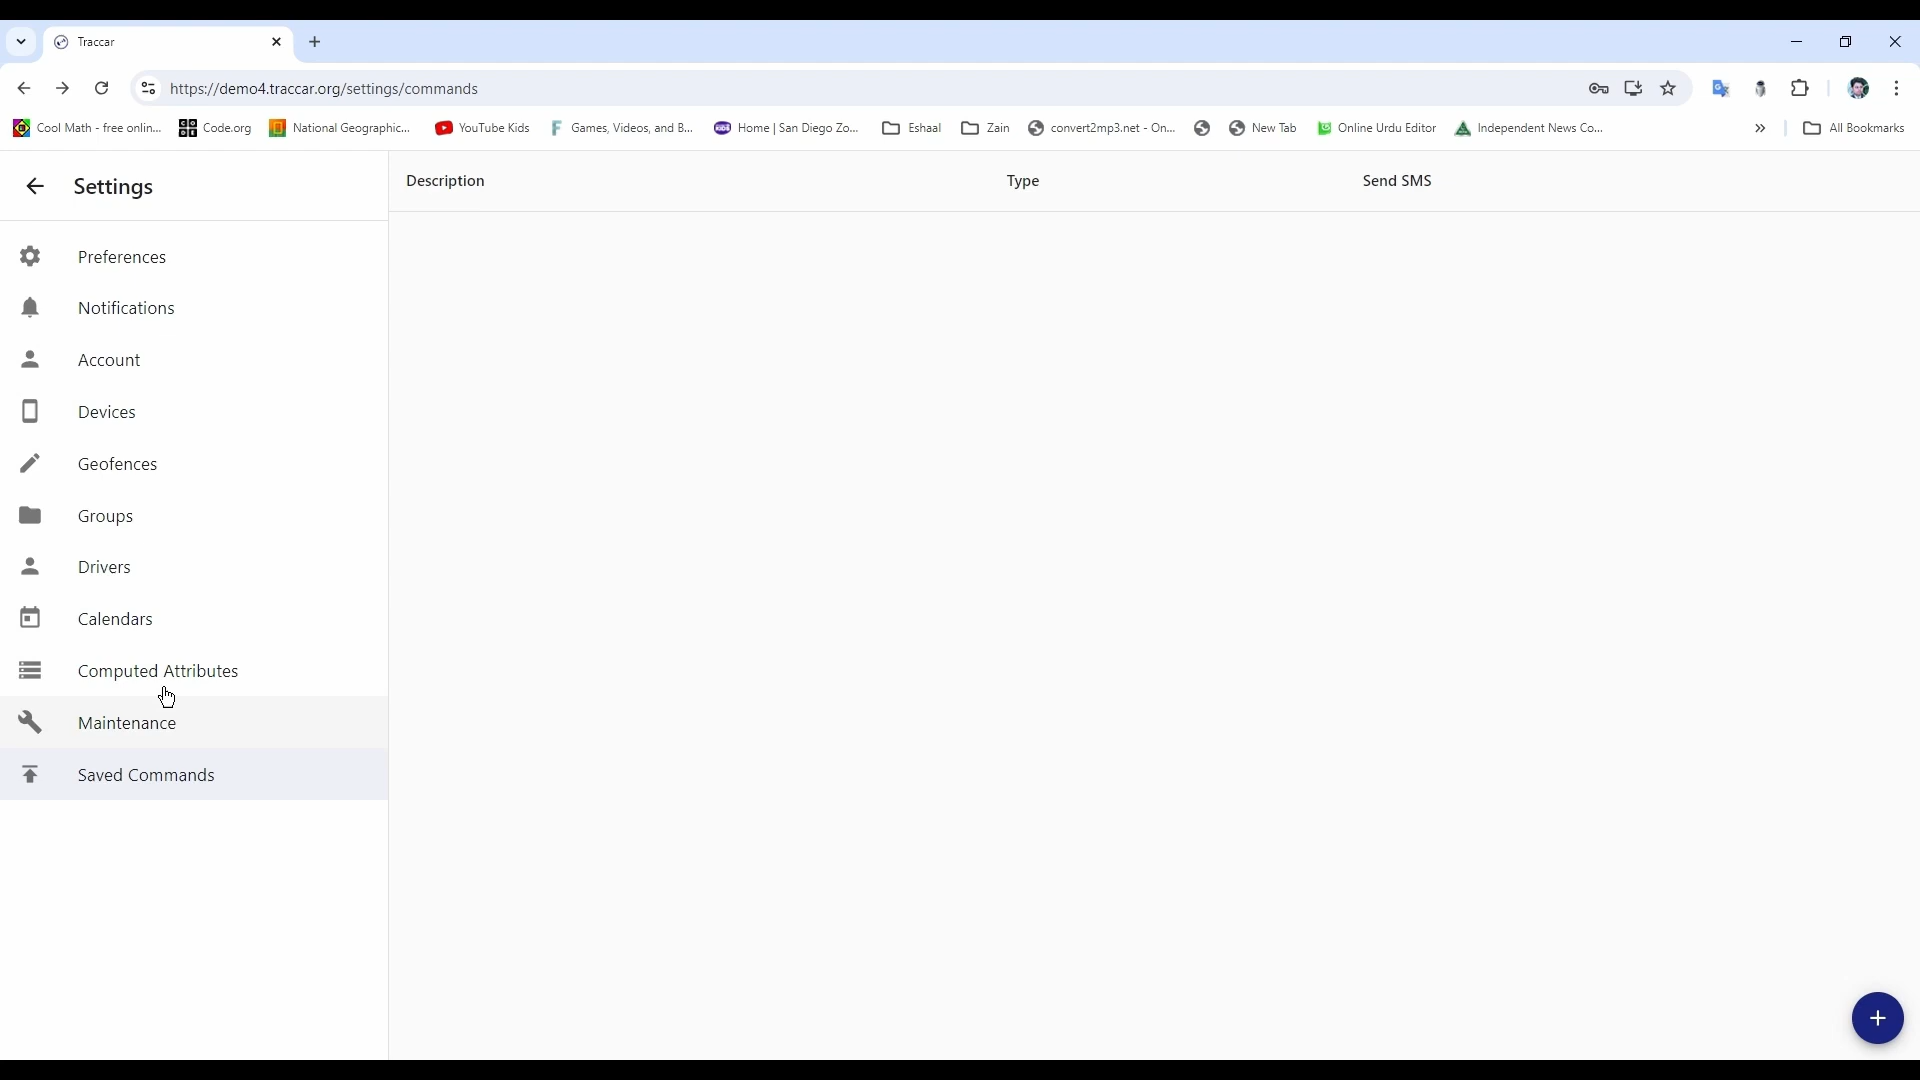 Traccar
https://demo4.traccar.org/settings/commands
Cool Math - free onlin... Code.org National Geographic... YouTube Kids Games, Videos, and B... Home | San Diego Zo... Eshaal Zain convert2mp3.net - On... New Tab Online Urdu Editor Independent News Co... All Bookmarks
Settings
Description Type Send SMS
Preferences
Notifications
Account
Devices
Geofences
Groups
Drivers
Calendars
Computed Attributes
Maintenance
Saved Commands